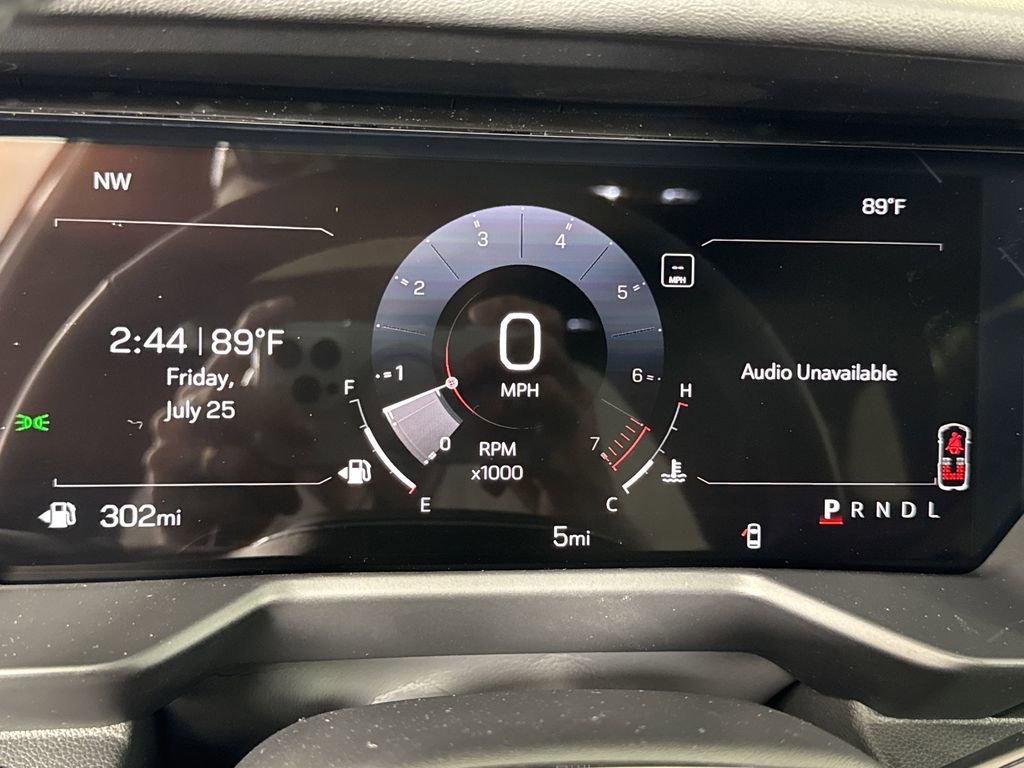 NW
89°F
3
4
2
5
-- MPH
2:44 | 89°F
0
Audio Unavailable
Friday,
1
6
F
MPH
H
July 25
0
RPM
7
x1000
E
C
302mi
P R N D L
5mi